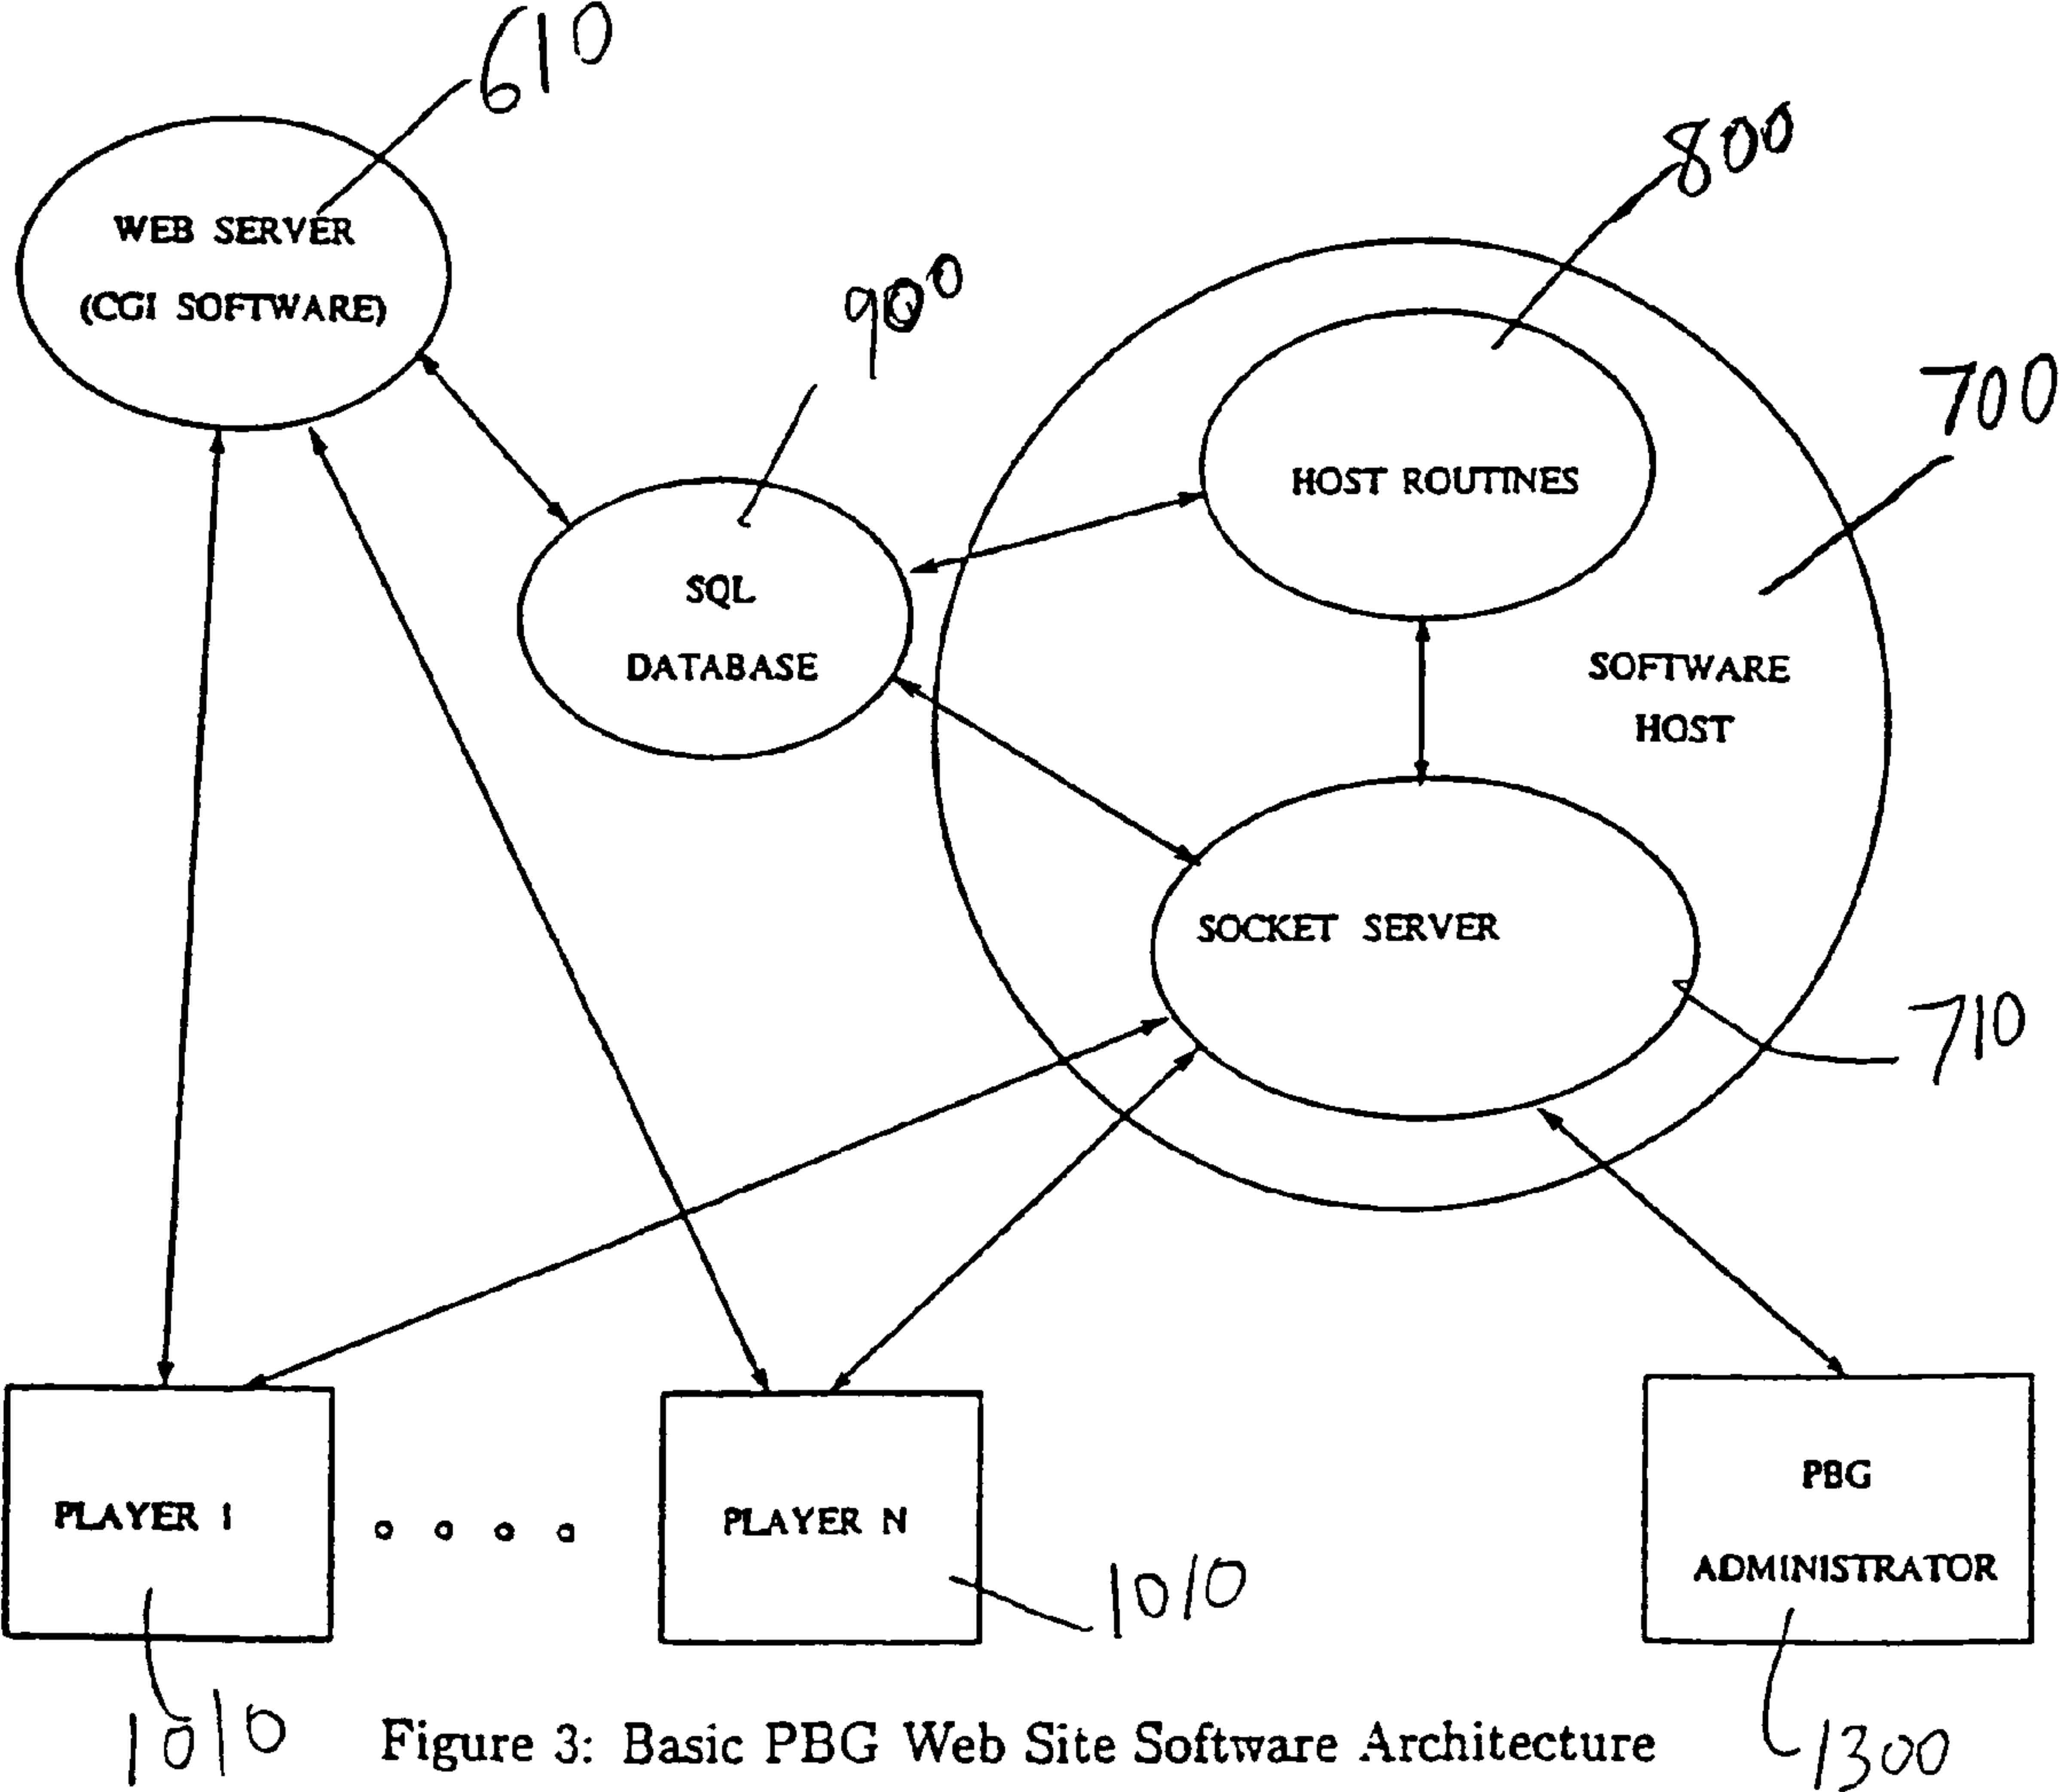 610
800
WEB SERVER
(CGI SOFTWARE)
900
700
HOST ROUTINES
SQL
DATABASE
SOFTWARE
HOST
SOCKET SERVER
710
PLAYER 1
PLAYER N
PBG
ADMINISTRATOR
1010
1010
1300
Figure 3: Basic PBG Web Site Software Architecture